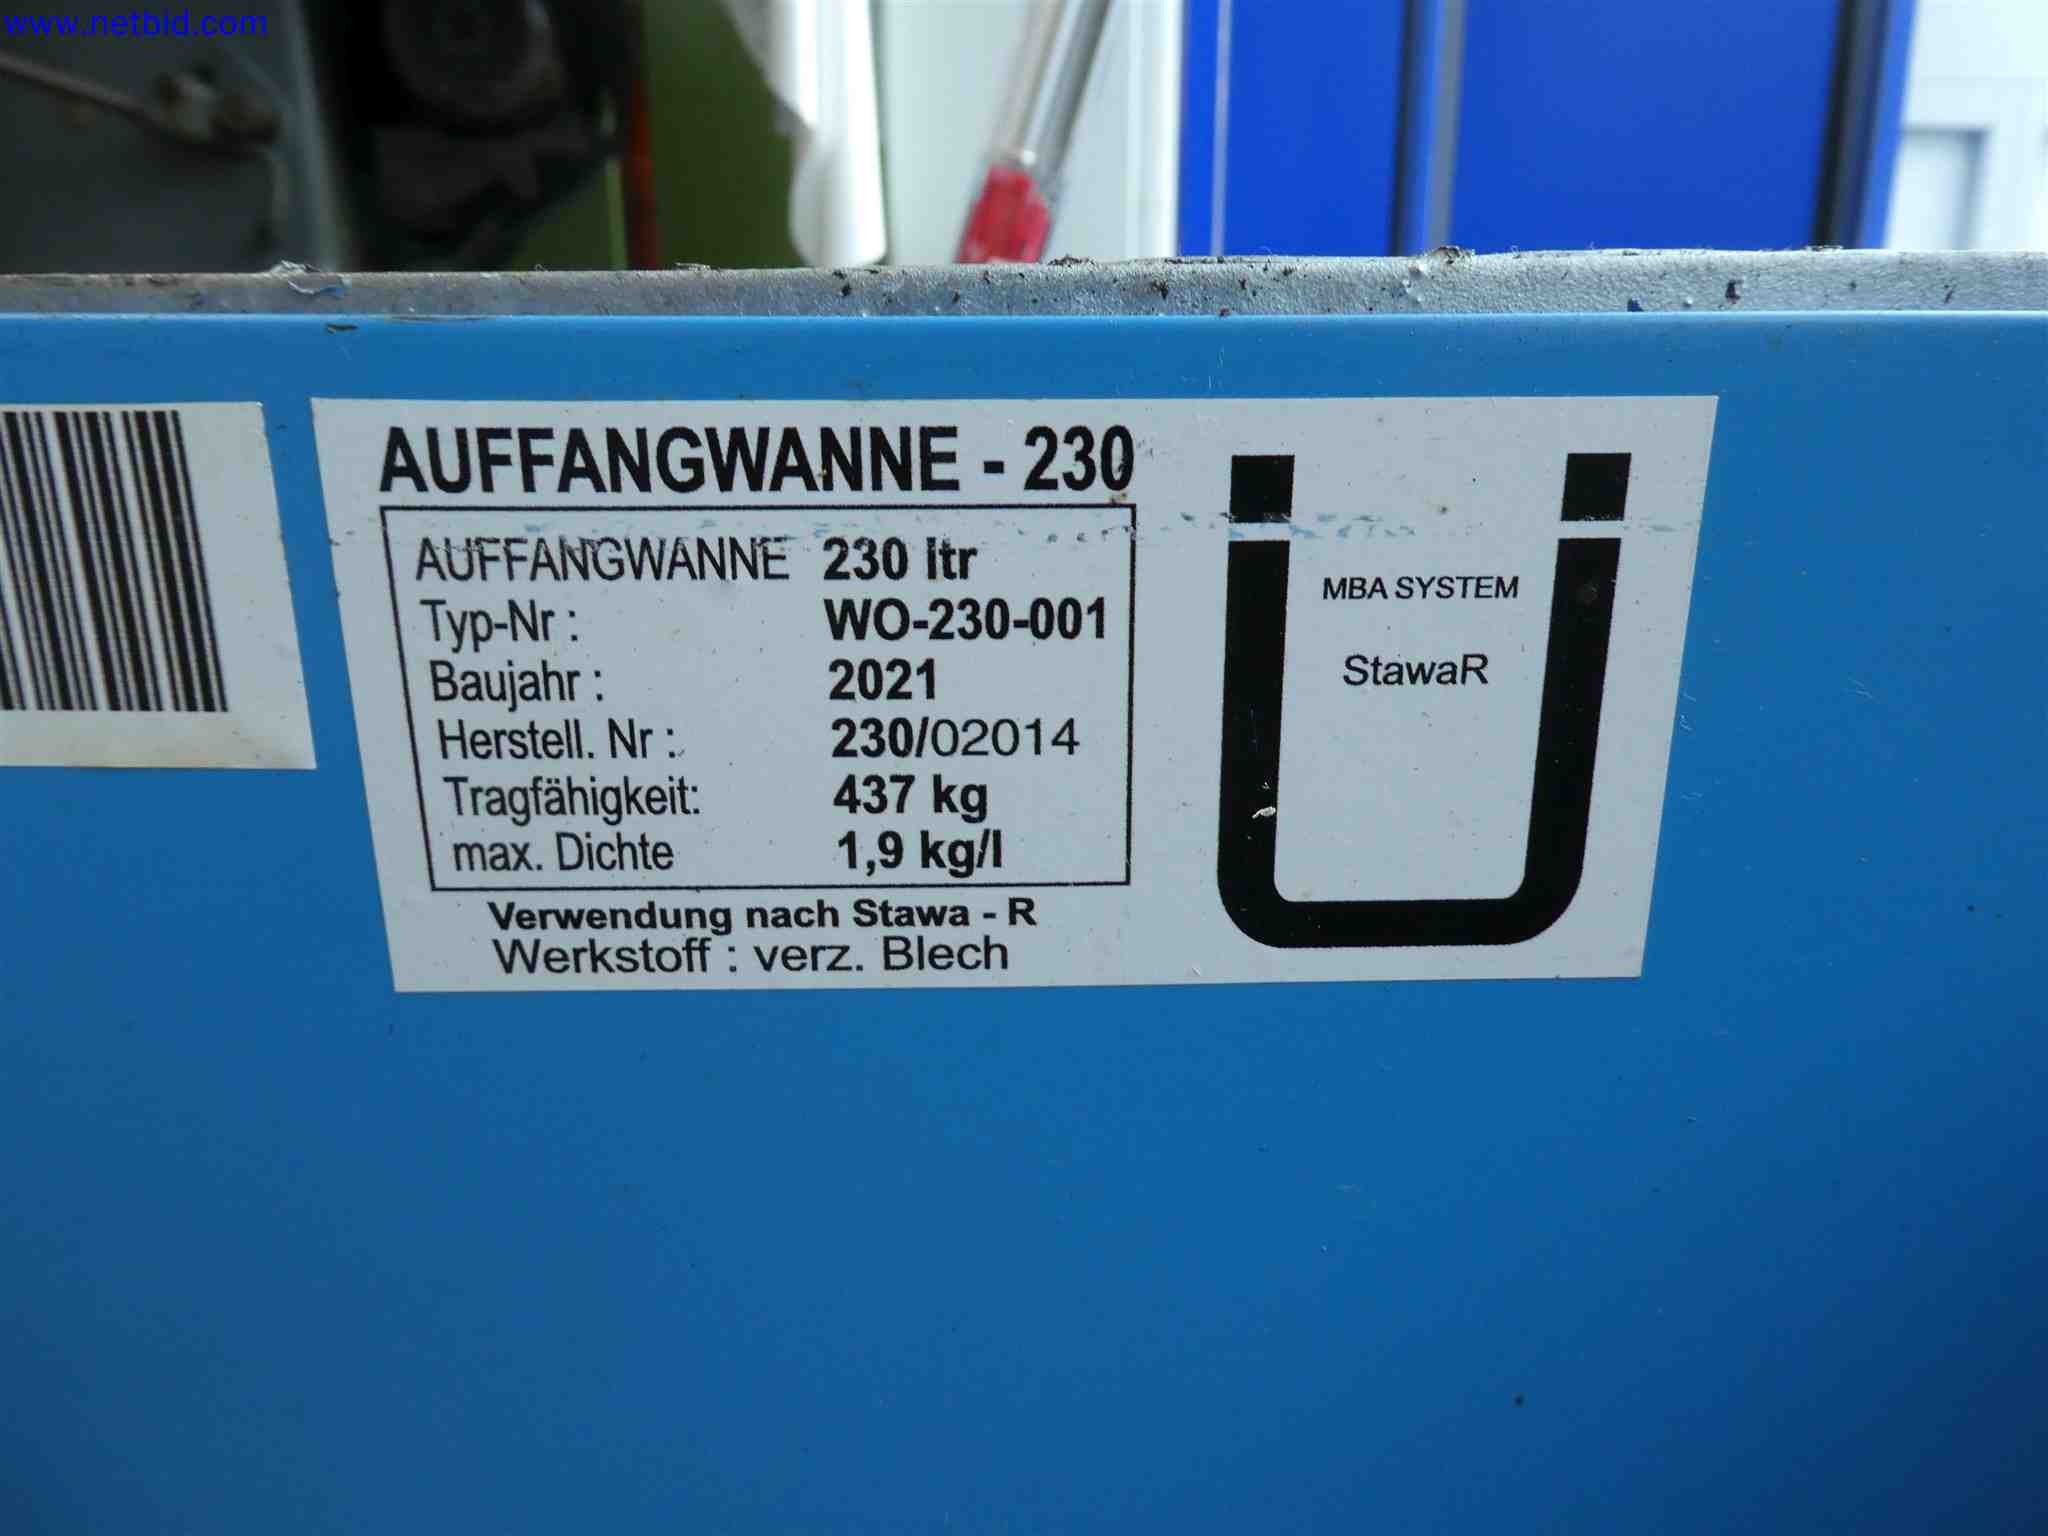 www.netbid.com
AUFFANGWANNE - 230
AUFFANGWANNE 230 ltr
Typ-Nr : WO-230-001
Baujahr : 2021
Herstell. Nr : 230/02014
Tragfähigkeit: 437 kg
max. Dichte 1,9 kg/l
Verwendung nach Stawa - R
Werkstoff : verz. Blech
Ü
MBA SYSTEM
StawaR